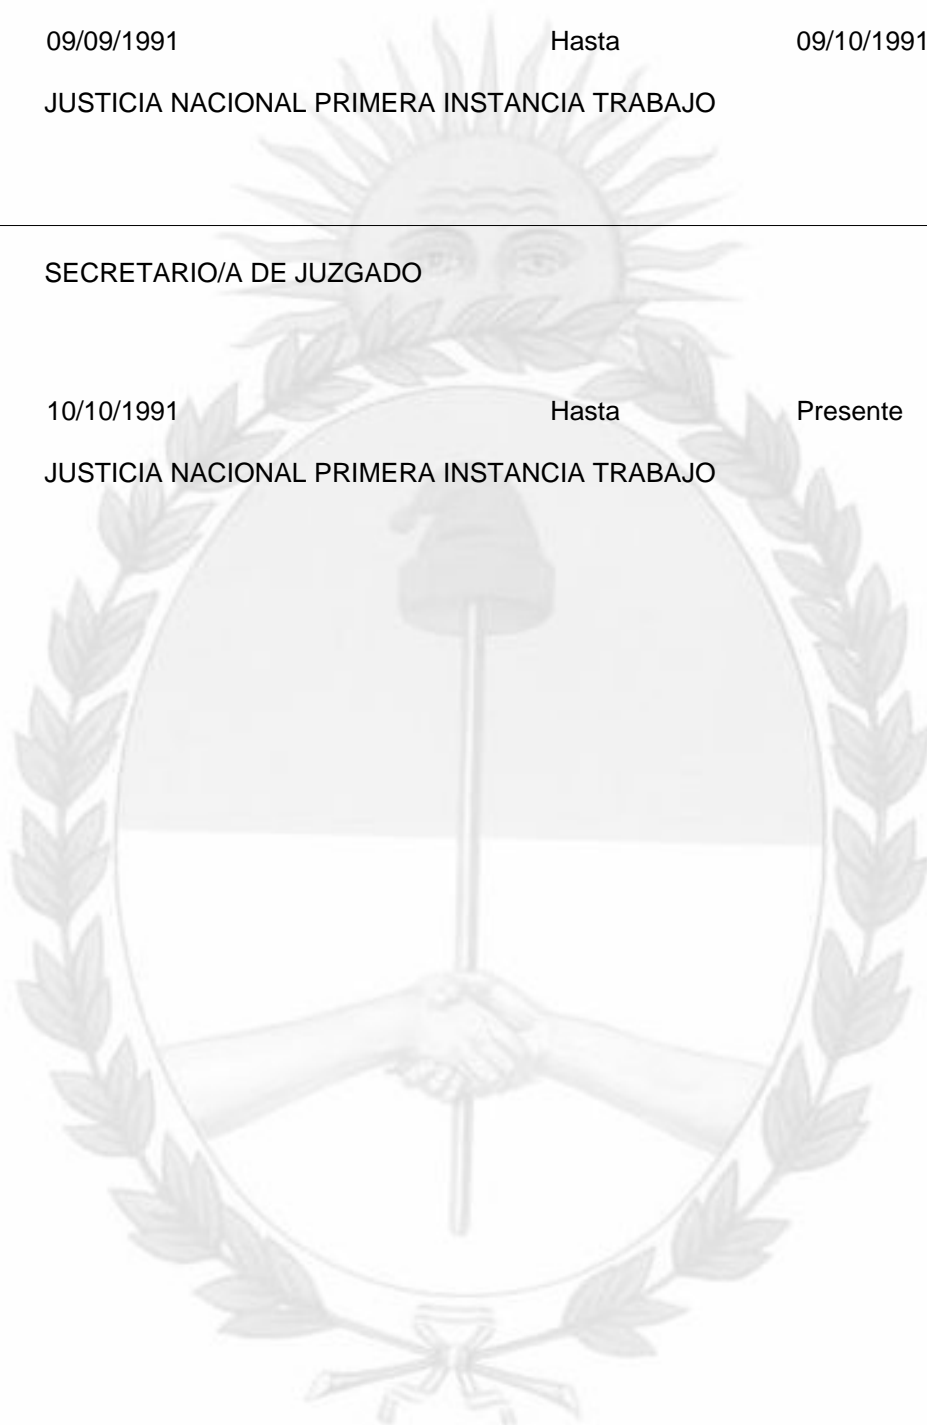 09/09/1991 Hasta 09/10/1991
JUSTICIA NACIONAL PRIMERA INSTANCIA TRABAJO
SECRETARIO/A DE JUZGADO
10/10/1991 Hasta Presente
JUSTICIA NACIONAL PRIMERA INSTANCIA TRABAJO